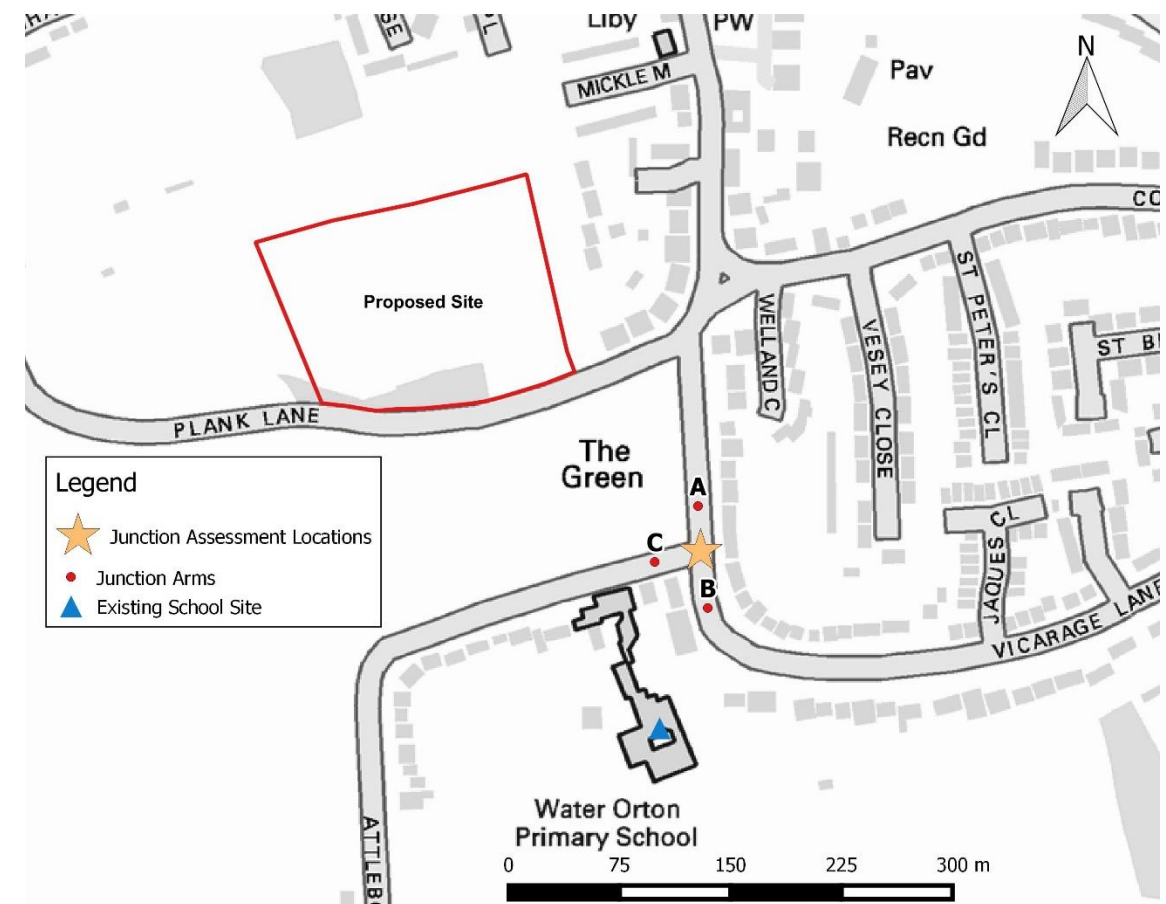 Liby
PW
MICKLE M
Pav
Recn Gd
N
CO
Proposed Site
WELLAND C
VESEY CLOSE
ST PETER'S CL
ST BL
PLANK LANE
The
Green
A
C
B
JAQUES CL
VICARAGE LANE
Legend
Junction Assessment Locations
Junction Arms
Existing School Site
Water Orton
Primary School
ATTLEBO
0 75 150 225 300 m